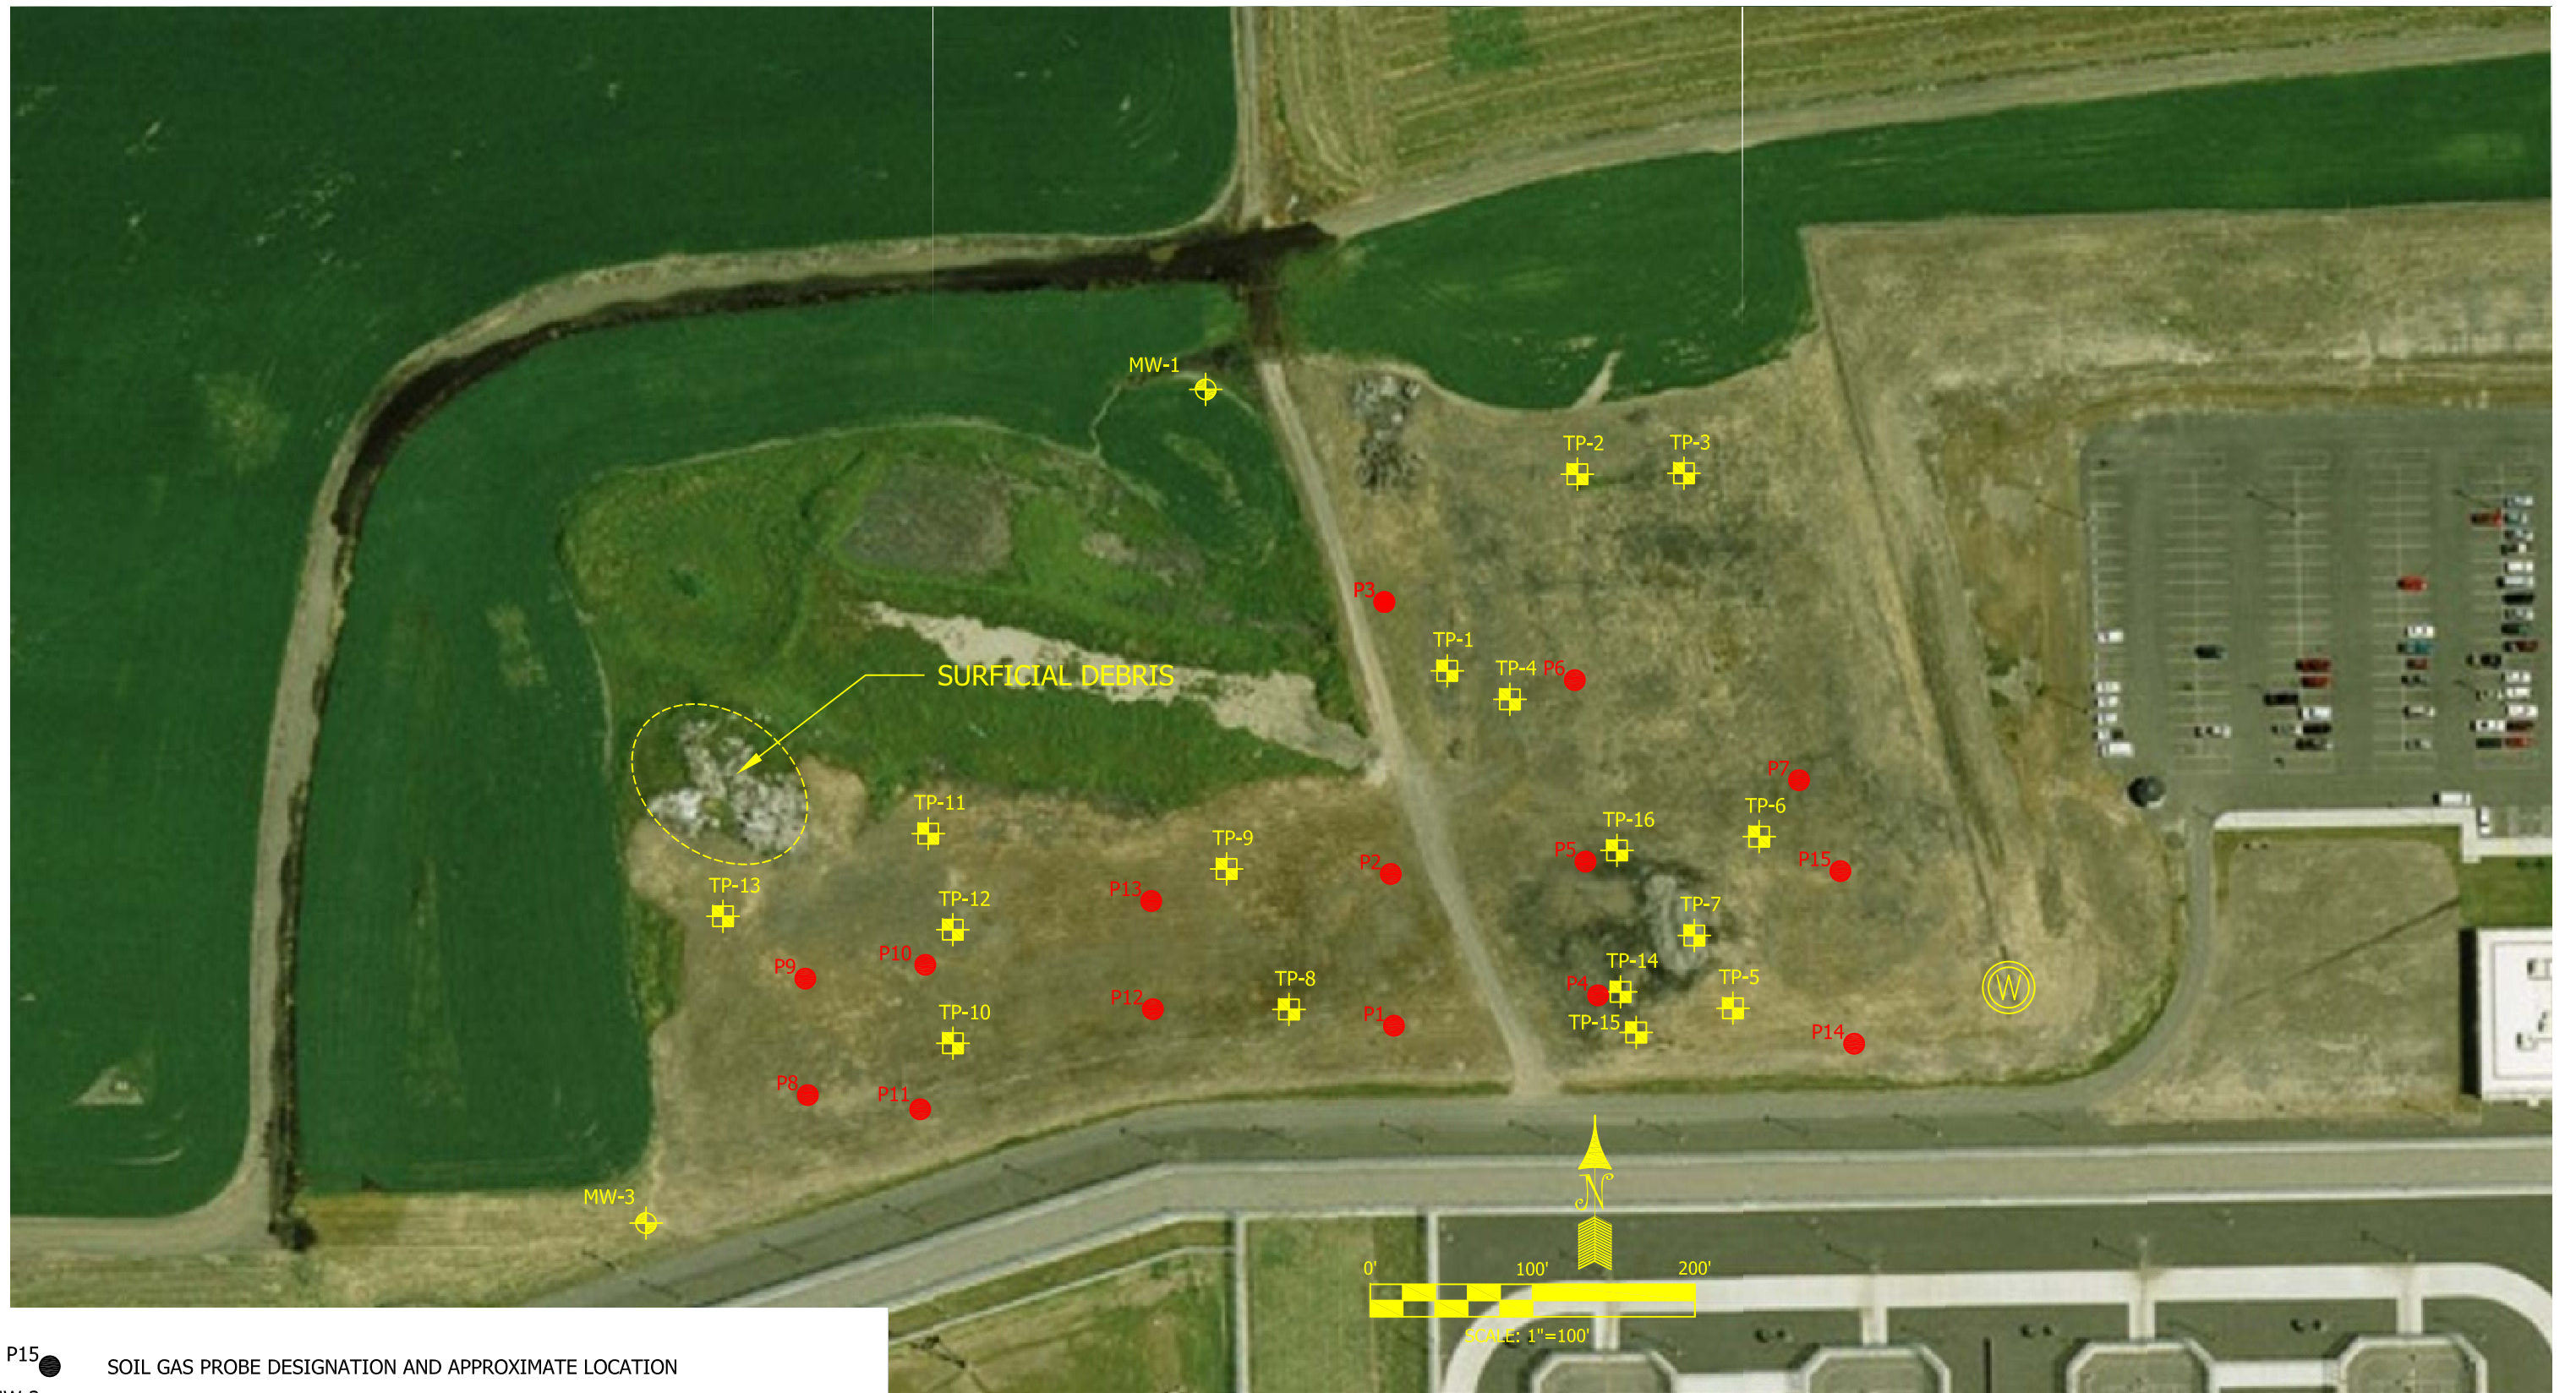 MW-1
TP-2
TP-3
P3
TP-1
TP-4
P6
SURFICIAL DEBRIS
P7
TP-11
TP-6
TP-16
TP-9
P5
P2
P15
TP-13
P13
TP-12
TP-7
P10
P9
TP-14
TP-8
P4
TP-5
W
P12
TP-10
P1
TP-15
P14
P8
P11
MW-3
N
0' 100' 200'
SCALE: 1"=100'
P15 SOIL GAS PROBE DESIGNATION AND APPROXIMATE LOCATION